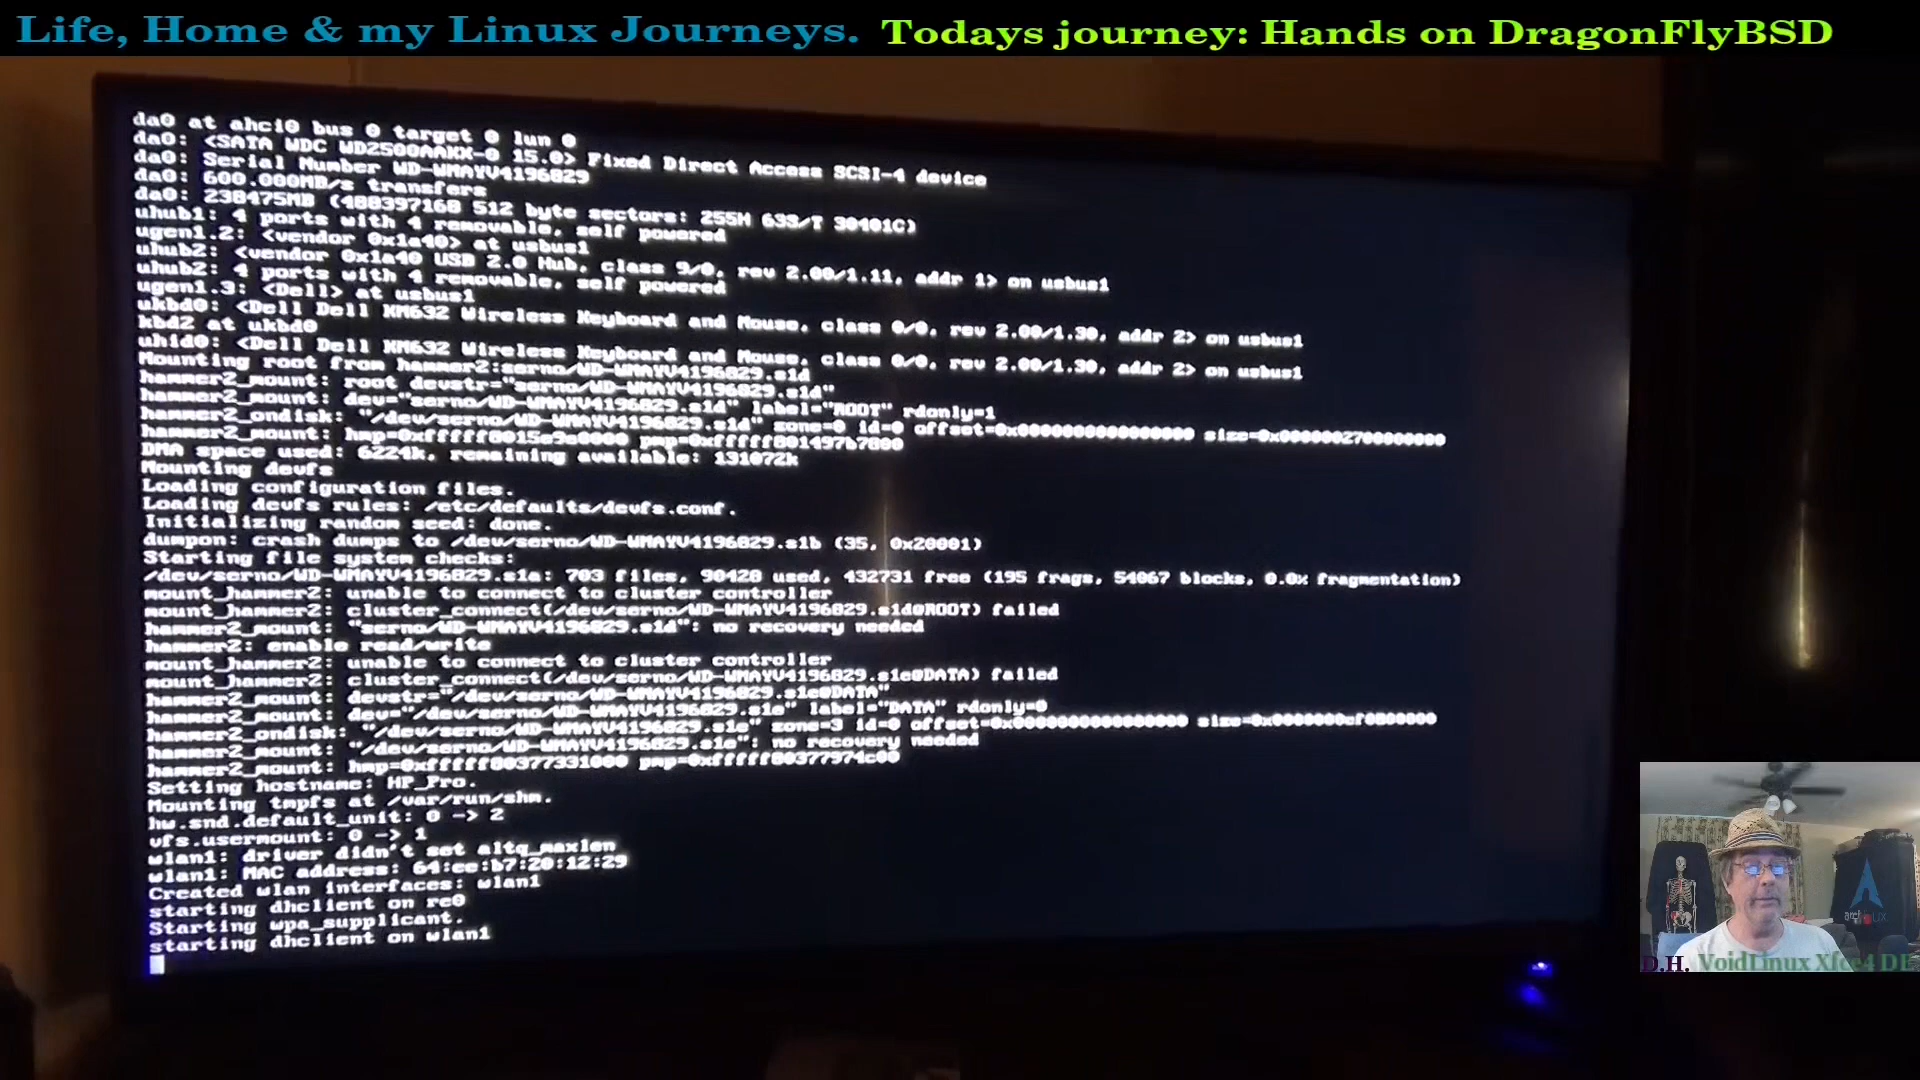 Life, Home & my Linux Journeys. Todays journey: Hands on DragonFlyBSD
da0 at ahci0 bus 0 target 0 lun 0
da0: <SATA WDC WD2500AAKX-0 15.0> Fixed Direct Access SCSI-4 device
da0: Serial Number WD-WMAYV4196829
da0: 600.000MB/s transfers
da0: 238475MB (488397168 512 byte sectors: 255H 63S/T 30401C)
uhub1: 4 ports with 4 removable, self powered
ugen1.2: <vendor 0x1a40> at usbus1
uhub2: <vendor 0x1a40 USB 2.0 Hub, class 9/0, rev 2.00/1.11, addr 1> on usbus1
uhub2: 4 ports with 4 removable, self powered
ugen1.3: <Dell> at usbus1
ukbd0: <Dell Dell KM632 Wireless Keyboard and Mouse, class 0/0, rev 2.00/1.30, addr 2> on usbus1
kbd2 at ukbd0
uhid0: <Dell Dell KM632 Wireless Keyboard and Mouse, class 0/0, rev 2.00/1.30, addr 2> on usbus1
Mounting root from hammer2:serno/WD-WMAYV4196829.s1d
hammer2_mount: root devstr="serno/WD-WMAYV4196829.s1d"
hammer2_mount: dev="serno/WD-WMAYV4196829.s1d" label="ROOT" rdonly=1
hammer2_ondisk: "/dev/serno/WD-WMAYV4196829.s1d" zone=0 id=0 offset=0x0000000000000000 size=0x0000002700000000
hammer2_mount: hmp=0xfffff8015e9e0000 pmp=0xfffff801497b7800
DMA space used: 6224k, remaining available: 131072k
Mounting devfs
Loading configuration files.
Loading devfs rules: /etc/defaults/devfs.conf.
Initializing random seed: done.
dumpon: crash dumps to /dev/serno/WD-WMAYV4196829.s1b (35, 0x20001)
Starting file system checks:
/dev/serno/WD-WMAYV4196829.s1a: 703 files, 90428 used, 432731 free (195 frags, 54067 blocks, 0.0% fragmentation)
mount_hammer2: unable to connect to cluster controller
mount_hammer2: cluster_connect(/dev/serno/WD-WMAYV4196829.s1d@ROOT) failed
hammer2_mount: "serno/WD-WMAYV4196829.s1d": no recovery needed
hammer2: enable read/write
mount_hammer2: unable to connect to cluster controller
mount_hammer2: cluster_connect(/dev/serno/WD-WMAYV4196829.s1e@DATA) failed
hammer2_mount: devstr="/dev/serno/WD-WMAYV4196829.s1e@DATA"
hammer2_mount: dev="/dev/serno/WD-WMAYV4196829.s1e" label="DATA" rdonly=0
hammer2_ondisk: "/dev/serno/WD-WMAYV4196829.s1e" zone=3 id=0 offset=0x0000000000000000 size=0x0000000cf0800000
hammer2_mount: "/dev/serno/WD-WMAYV4196829.s1e": no recovery needed
hammer2_mount: hmp=0xfffff80377331000 pmp=0xfffff80377974c00
Setting hostname: HP_Pro.
Mounting tmpfs at /var/run/shm.
hw.snd.default_unit: 0 -> 2
vfs.usermount: 0 -> 1
wlan1: driver didn't set altq_maxlen
wlan1: MAC address: 64:ee:b7:20:12:29
Created wlan interfaces: wlan1
starting dhclient on re0
Starting wpa_supplicant.
starting dhclient on wlan1
D.H. VoidLinux Xfce4 DE